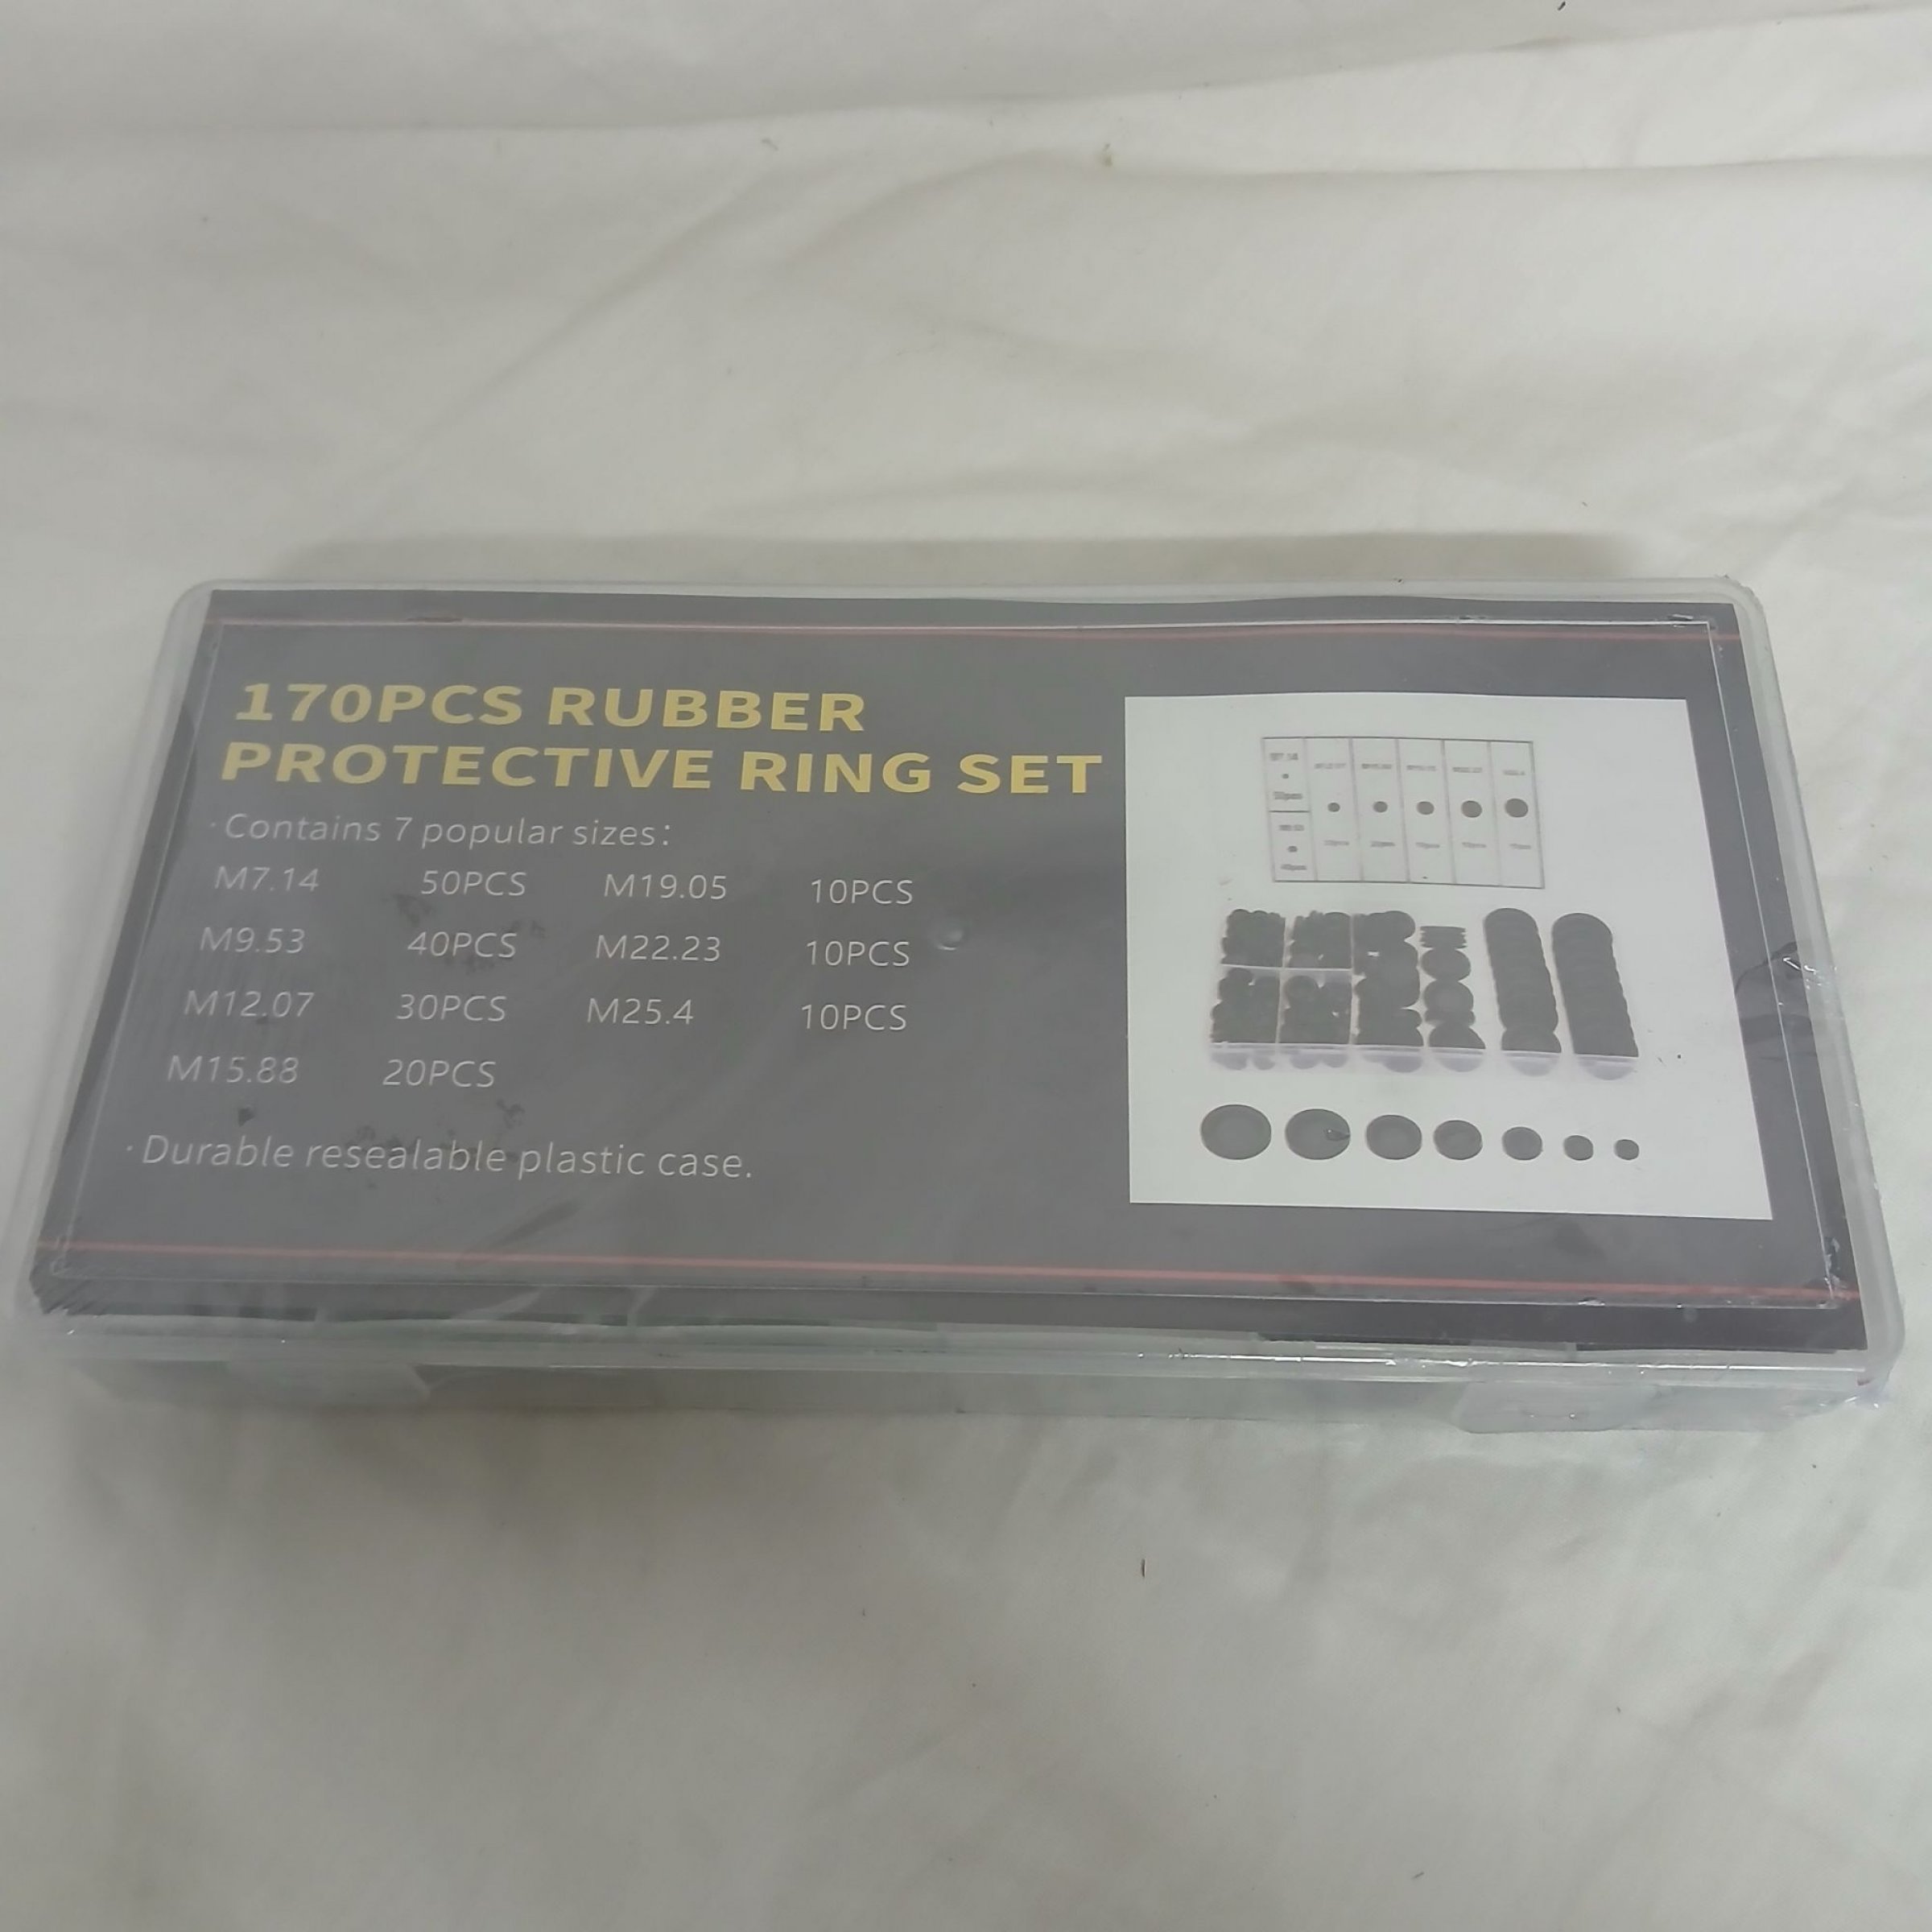 170PCS RUBBER
PROTECTIVE RING SET
· Contains 7 popular sizes:
M7.14 50PCS M19.05 10PCS
M9.53 40PCS M22.23 10PCS
M12.07 30PCS M25.4 10PCS
M15.88 20PCS
· Durable resealable plastic case.